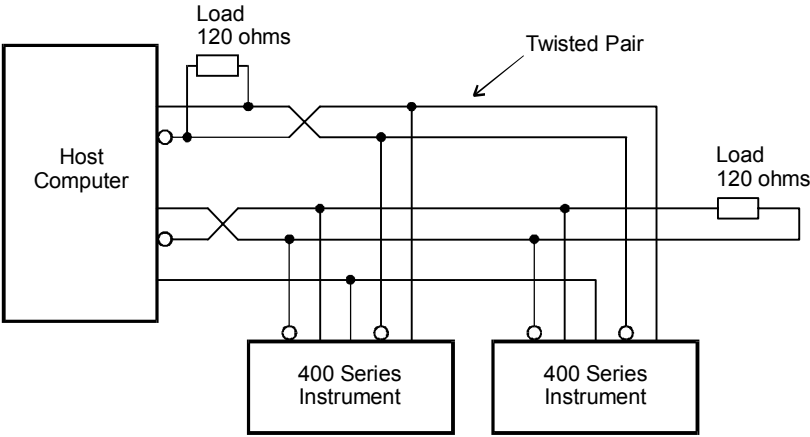 Load
120 ohms
Twisted Pair
Host
Computer
Load
120 ohms
400 Series
Instrument
400 Series
Instrument